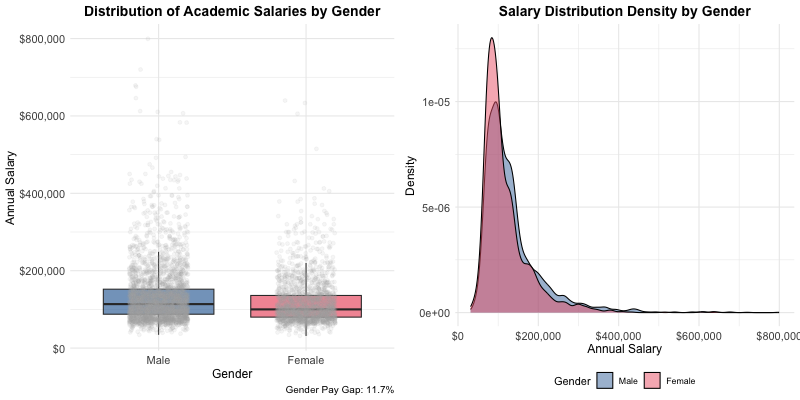 Distribution of Academic Salaries by Gender
$800,000
$600,000
$400,000
$200,000
$0
Annual Salary
Male
Female
Gender
Gender Pay Gap: 11.7%
Salary Distribution Density by Gender
1e-05
5e-06
0e+00
Density
$0
$200,000
$400,000
$600,000
$800,000
Annual Salary
Gender
Male
Female